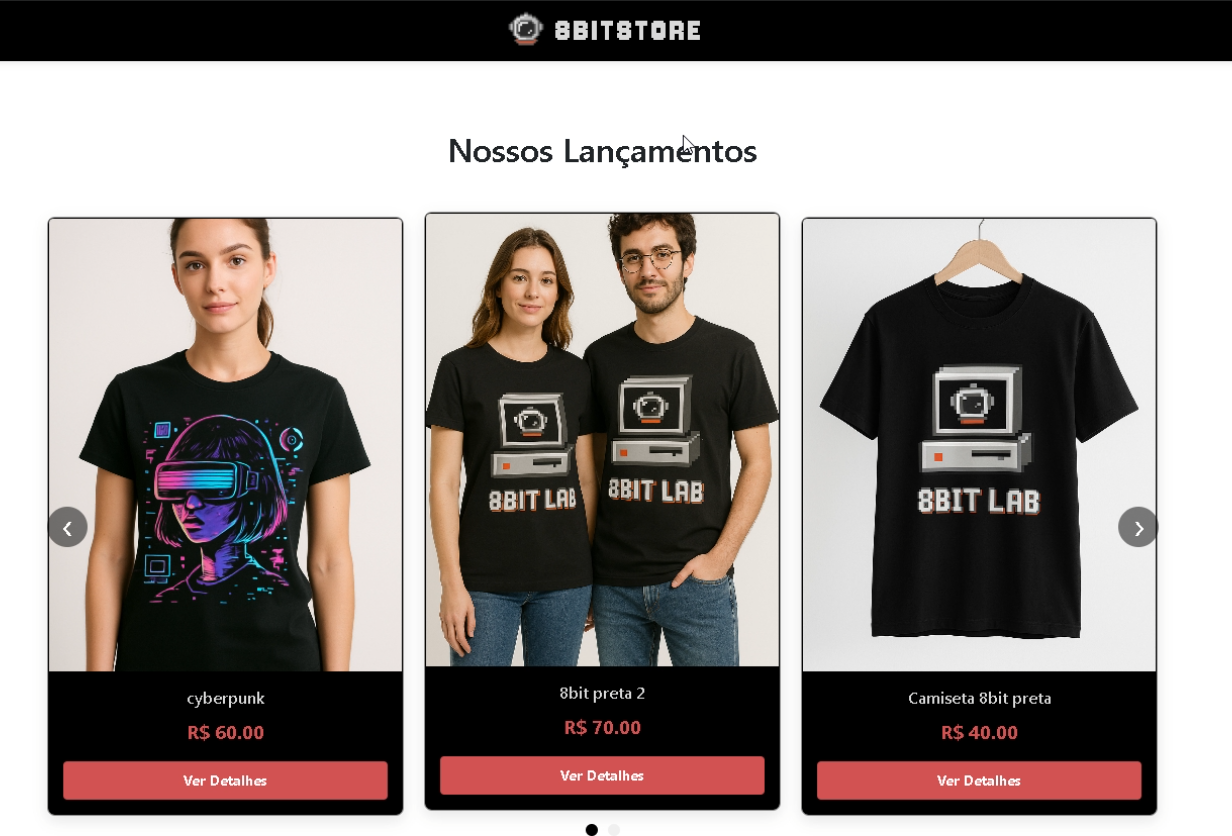 8BITSTORE
Nossos Lançamentos
8BIT LAB
8BIT LAB
8BIT LAB
‹
›
cyberpunk
8bit preta 2
Camiseta 8bit preta
R$ 60.00
R$ 70.00
R$ 40.00
Ver Detalhes
Ver Detalhes
Ver Detalhes